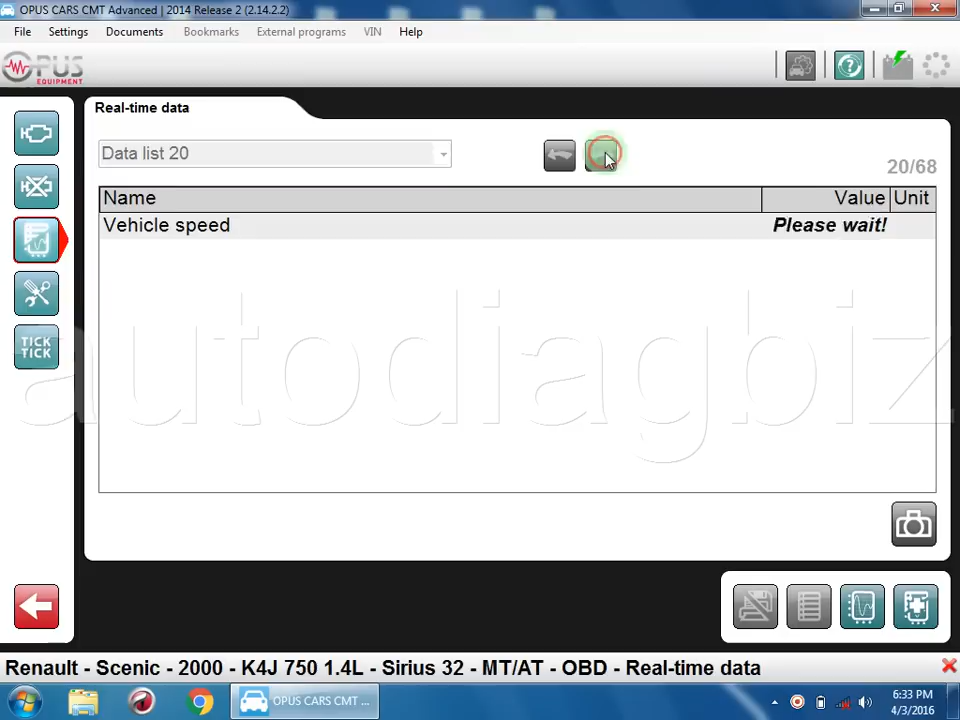 OPUS CARS CMT Advanced | 2014 Release 2 (2.14.2.2)
File Settings Documents Bookmarks External programs VIN Help
OPUS
EQUIPMENT
Real-time data
Data list 20
20/68
Name Value Unit
Vehicle speed Please wait!
autodiagbiz
TICK
TICK
Renault - Scenic - 2000 - K4J 750 1.4L - Sirius 32 - MT/AT - OBD - Real-time data
OPUS CARS CMT ...
6:33 PM
4/3/2016